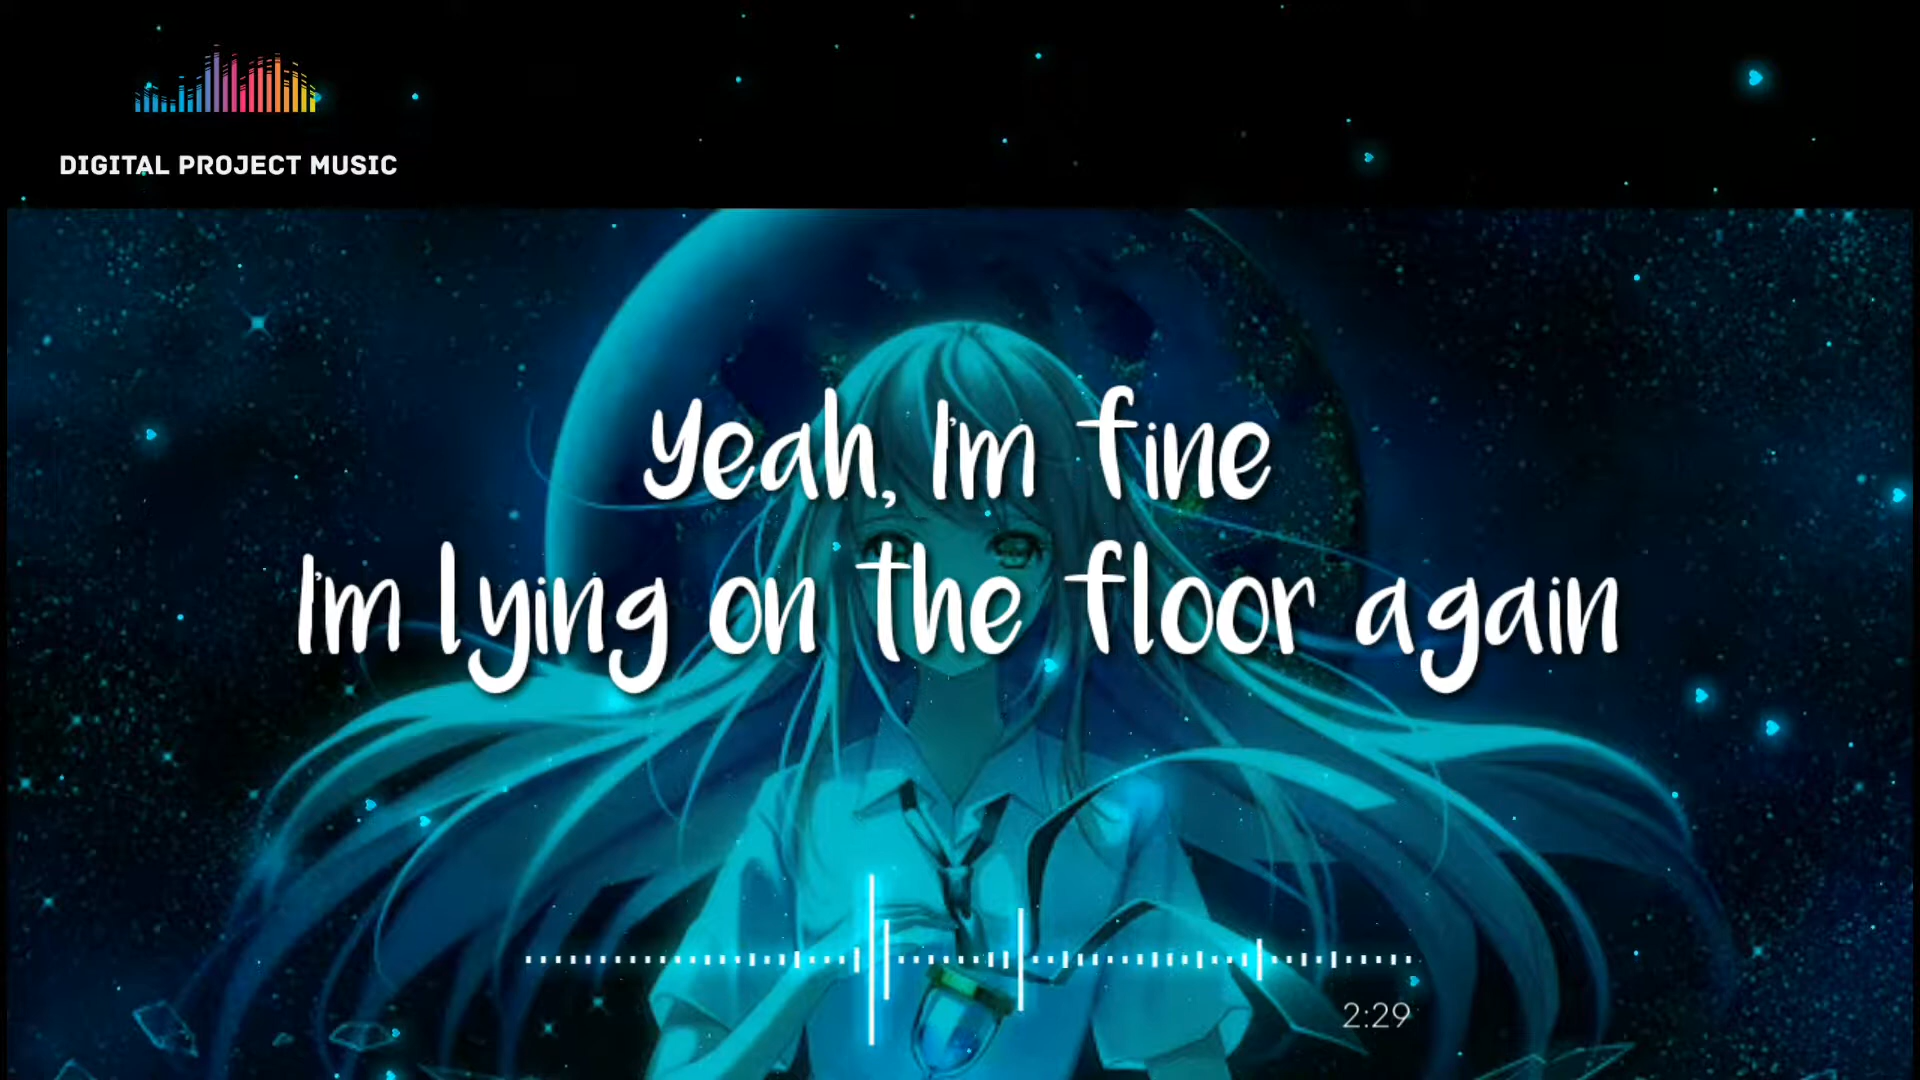 DIGITAL PROJECT MUSIC
Yeah, I'm fine
I'm lying on the floor again
2:29